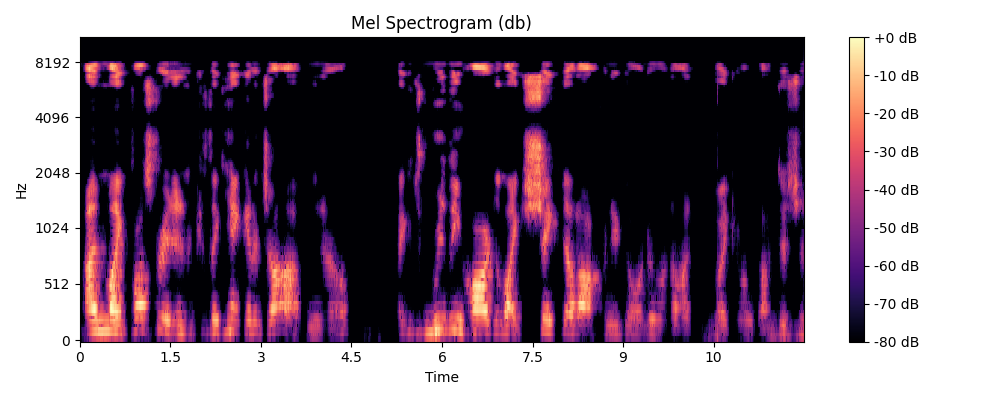 Mel Spectrogram (db)
Hz
8192
4096
2048
1024
512
0
0 1.5 3 4.5 6 7.5 9 10
Time
+0 dB
-10 dB
-20 dB
-30 dB
-40 dB
-50 dB
-60 dB
-70 dB
-80 dB